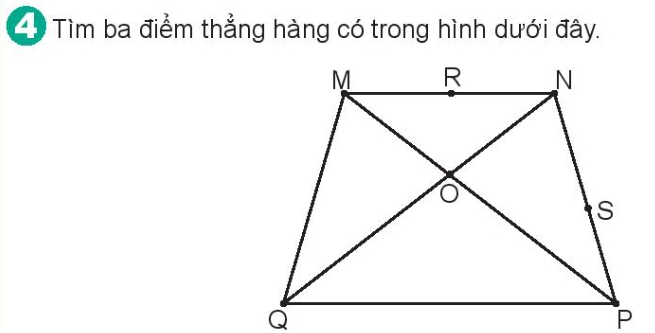 4 Tìm ba điểm thẳng hàng có trong hình dưới đây.
M R N
O
S
Q P